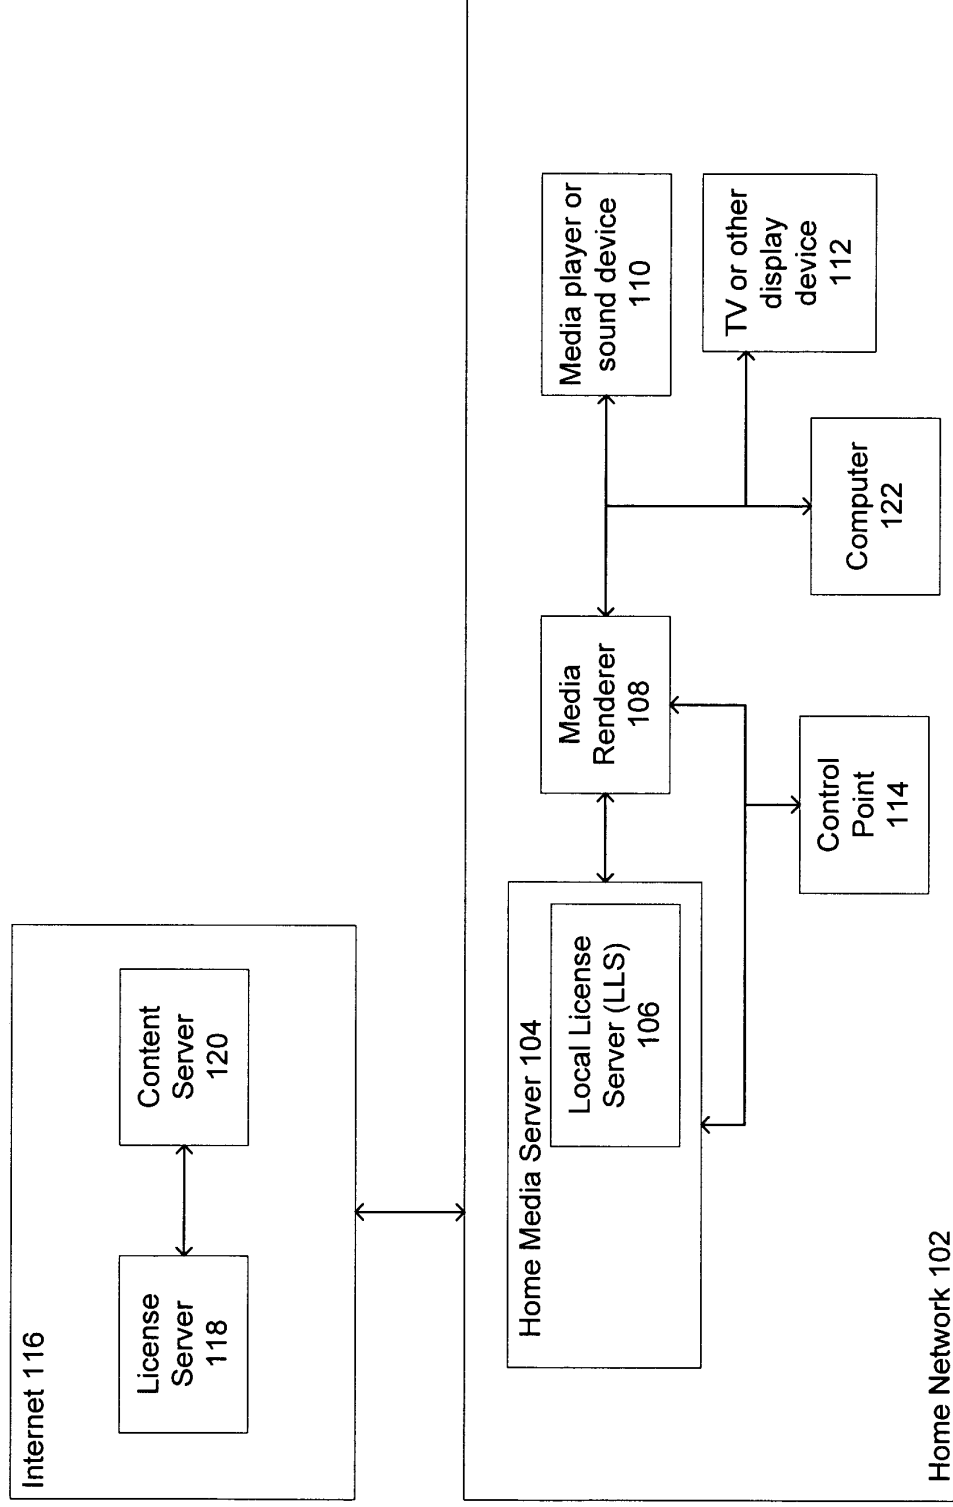 Internet 116
License
Server
118
Content
Server
120
Home Media Server 104
Local License
Server (LLS)
106
Media
Renderer
108
Media player or
sound device
110
TV or other
display
device
112
Control
Point
114
Computer
122
Home Network 102